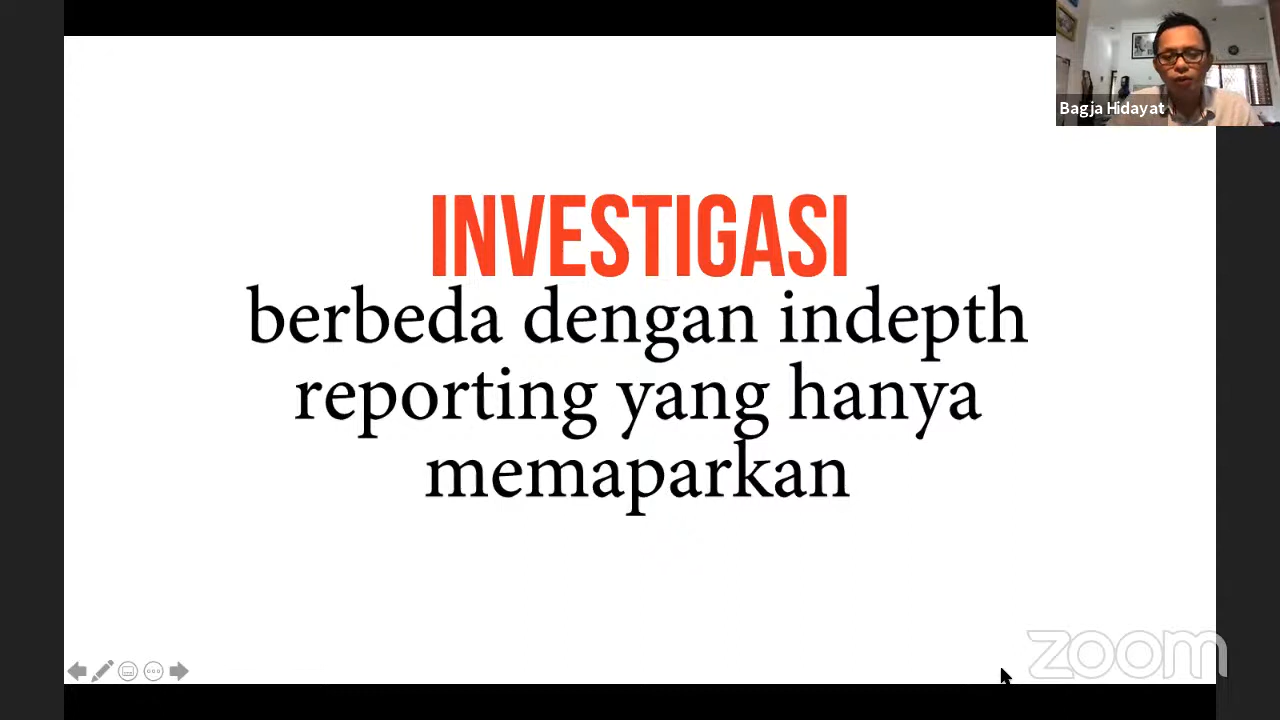 Bagja Hidayat
INVESTIGASI
berbeda dengan indepth
reporting yang hanya
memaparkan
zoom